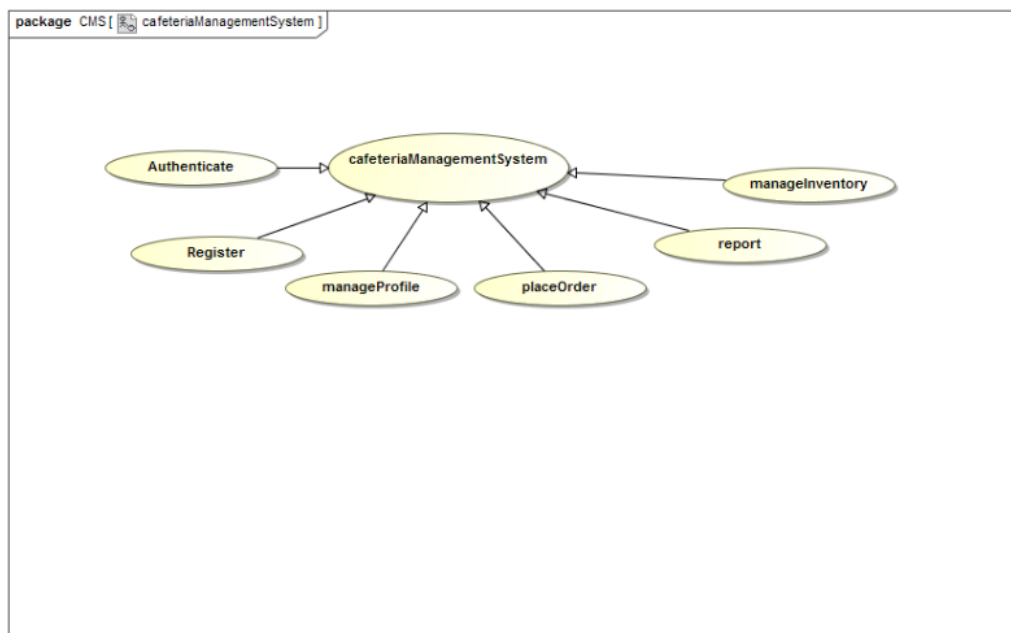 package CMS [ cafeteriaManagementSystem ]
cafeteriaManagementSystem
Authenticate
manageInventory
Register
report
manageProfile
placeOrder